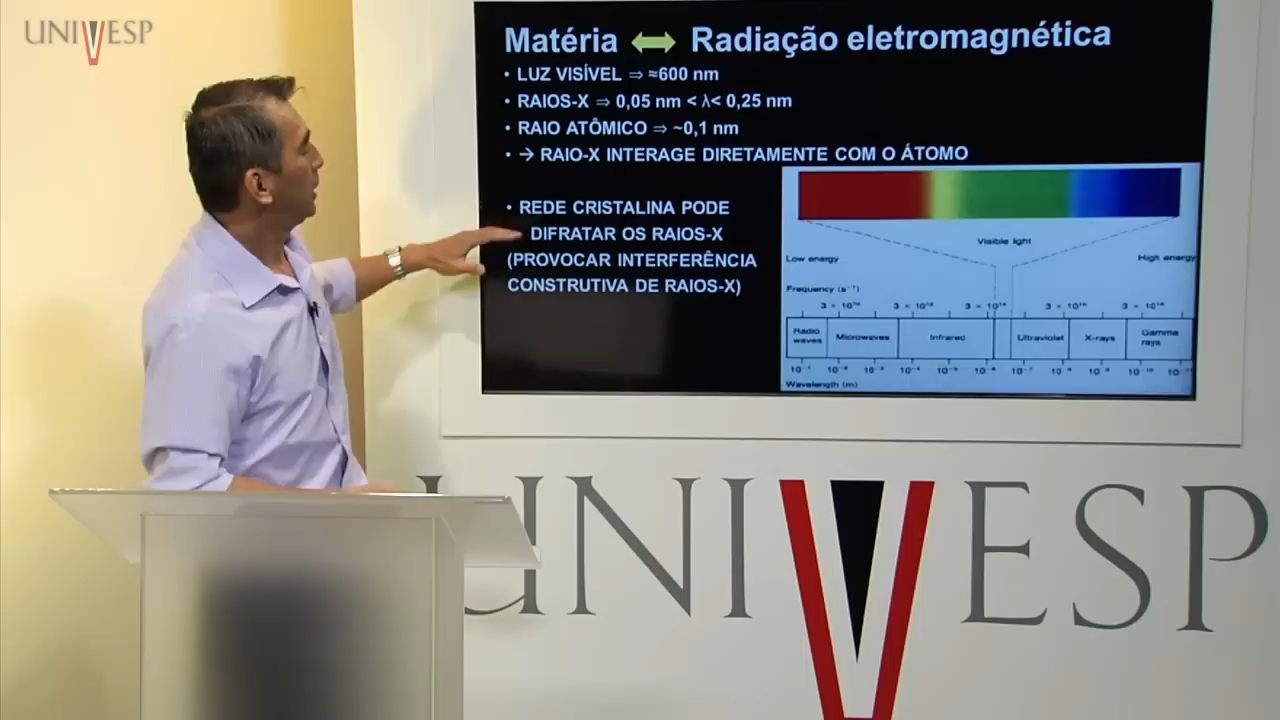 UNIVESP
Matéria ⟺ Radiação eletromagnética
• LUZ VISÍVEL ⇒ ≈600 nm
• RAIOS-X ⇒ 0,05 nm < λ< 0,25 nm
• RAIO ATÔMICO ⇒ ~0,1 nm
• → RAIO-X INTERAGE DIRETAMENTE COM O ÁTOMO
• REDE CRISTALINA PODE
DIFRATAR OS RAIOS-X
(PROVOCAR INTERFERÊNCIA
CONSTRUTIVA DE RAIOS-X)
Visible light
Low energy High energy
Frequency (s⁻¹)
Radio waves Microwaves Infrared Ultraviolet X-rays Gamma rays
Wavelength (m)
UNIVESP